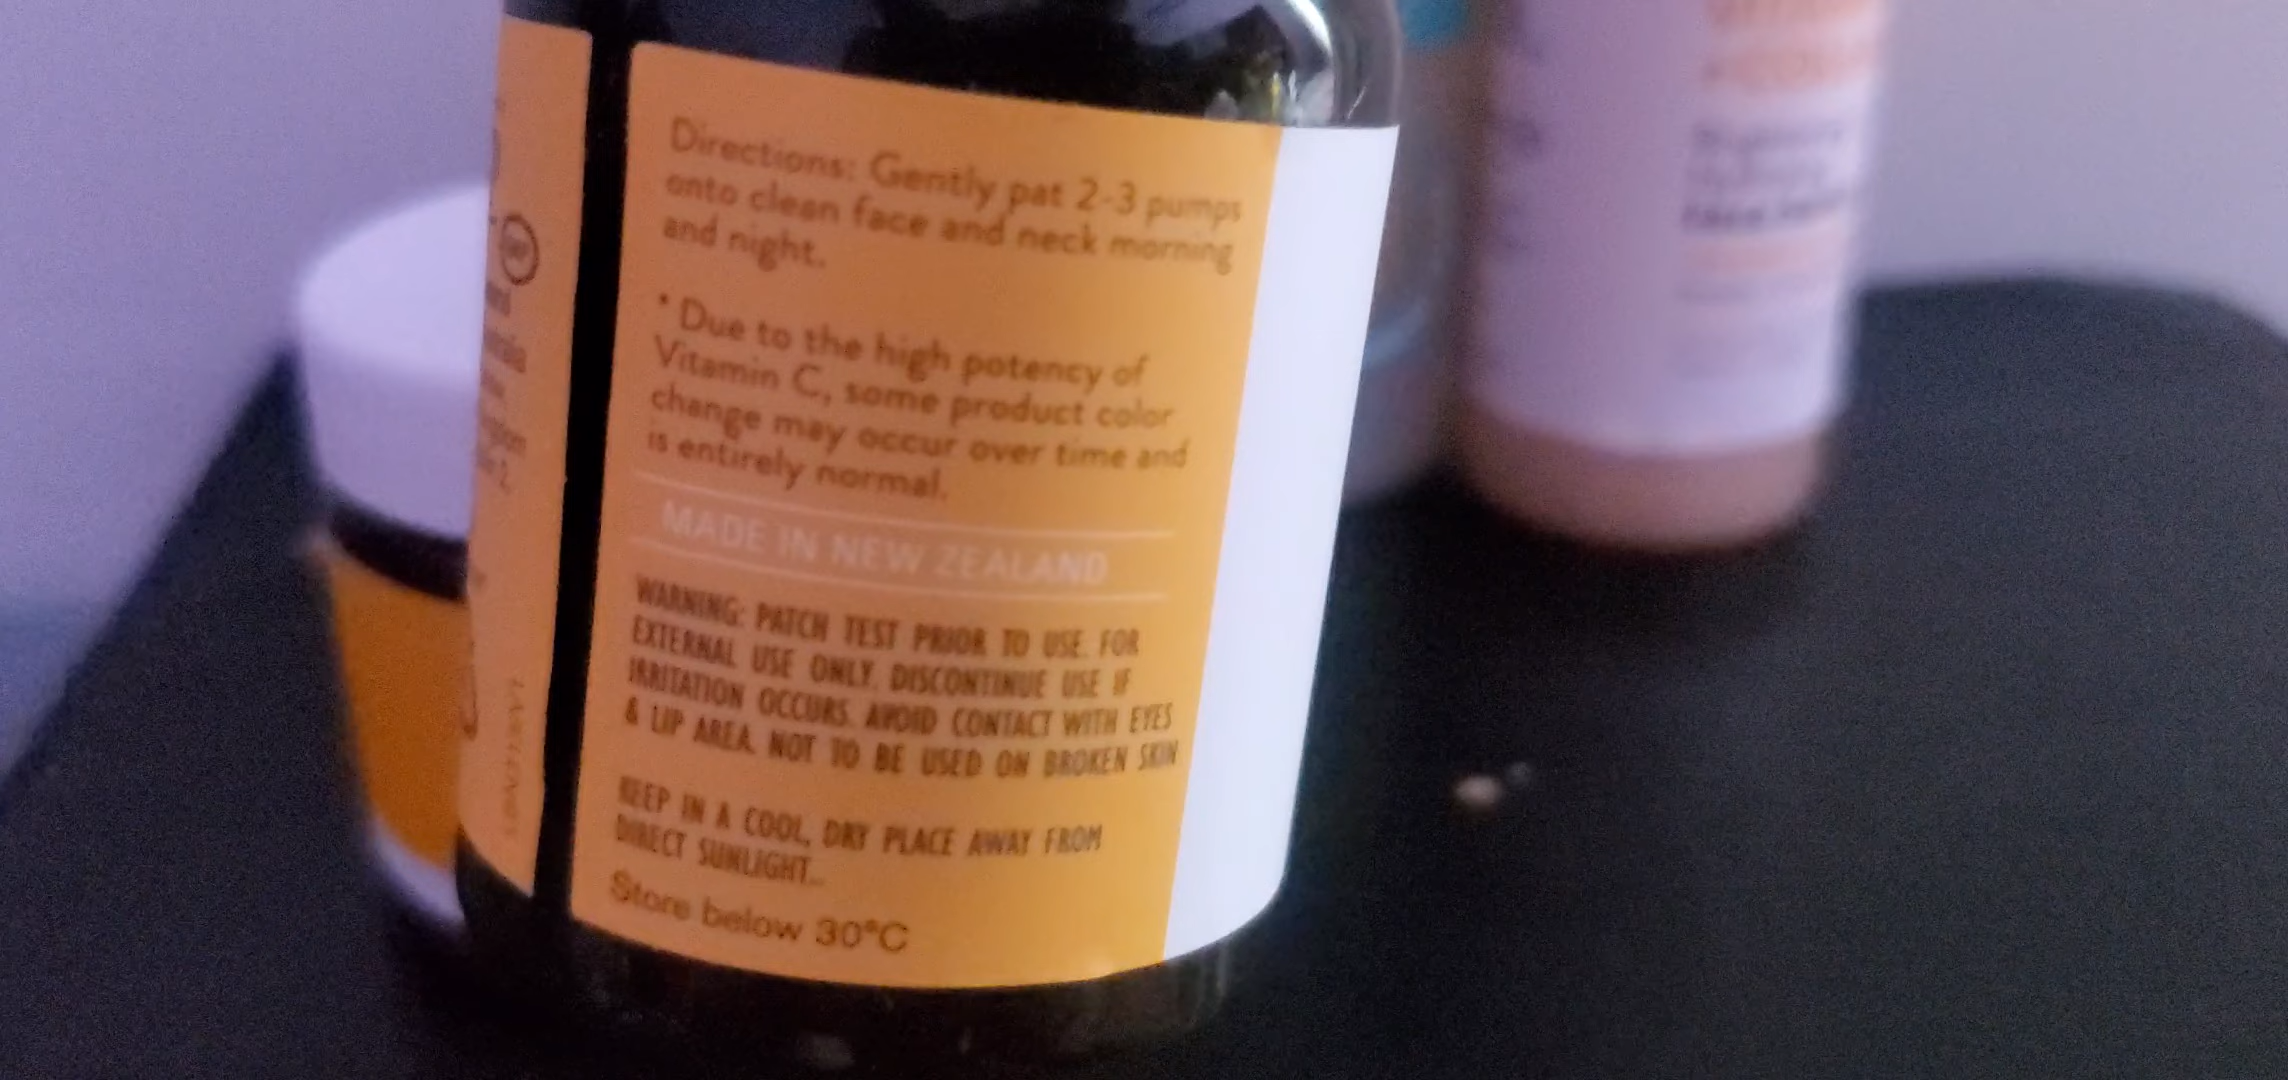 Directions: Gently pat 2-3 pumps
onto clean face and neck morning
and night.
* Due to the high potency of
Vitamin C, some product color
change may occur over time and
is entirely normal.
MADE IN NEW ZEALAND
WARNING: PATCH TEST PRIOR TO USE. FOR
EXTERNAL USE ONLY. DISCONTINUE USE IF
IRRITATION OCCURS. AVOID CONTACT WITH EYES
& LIP AREA. NOT TO BE USED ON BROKEN SKIN
KEEP IN A COOL, DRY PLACE AWAY FROM
DIRECT SUNLIGHT...
Store below 30°C